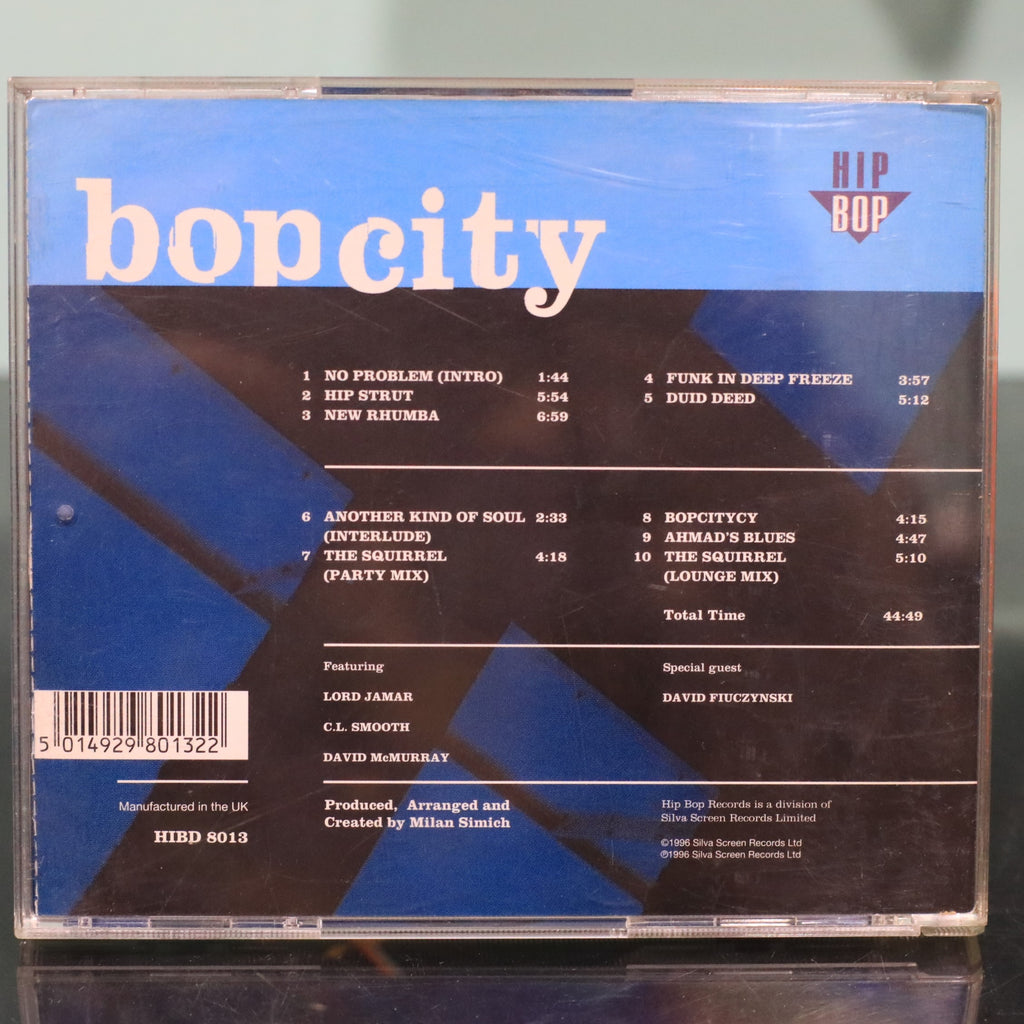 HIP
BOP
bop city
1 NO PROBLEM (INTRO) 1:44
2 HIP STRUT 5:54
3 NEW RHUMBA 6:59
4 FUNK IN DEEP FREEZE 3:57
5 DUID DEED 5:12
6 ANOTHER KIND OF SOUL 2:33
(INTERLUDE)
7 THE SQUIRREL 4:18
(PARTY MIX)
8 BOPCITYCY 4:15
9 AHMAD'S BLUES 4:47
10 THE SQUIRREL 5:10
(LOUNGE MIX)
Total Time 44:49
Featuring
LORD JAMAR
C.L. SMOOTH
DAVID McMURRAY
Special guest
DAVID FIUCZYNSKI
5 014929 801322
Manufactured in the UK
HIBD 8013
Produced, Arranged and
Created by Milan Simich
Hip Bop Records is a division of
Silva Screen Records Limited
©1996 Silva Screen Records Ltd
℗1996 Silva Screen Records Ltd